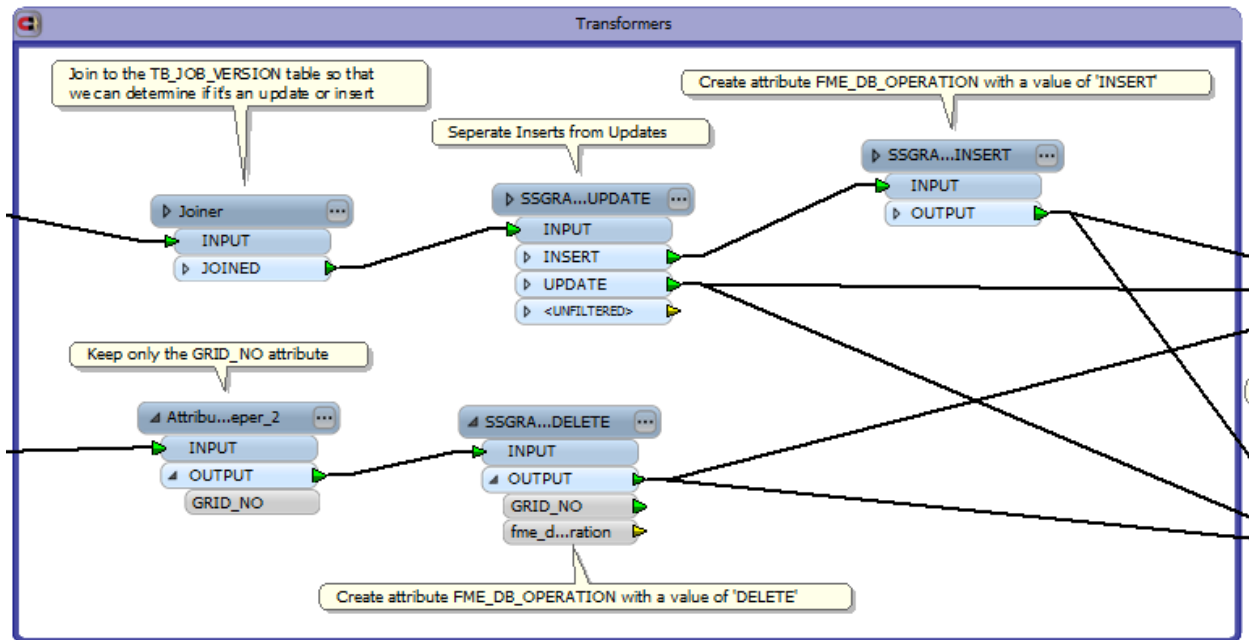 Transformers
Join to the TB_JOB_VERSION table so that
we can determine if it's an update or insert
Create attribute FME_DB_OPERATION with a value of 'INSERT'
Seperate Inserts from Updates
SSGRA...INSERT
INPUT
OUTPUT
Joiner
INPUT
JOINED
SSGRA...UPDATE
INPUT
INSERT
UPDATE
<UNFILTERED>
Keep only the GRID_NO attribute
Attribu...eper_2
INPUT
OUTPUT
GRID_NO
SSGRA...DELETE
INPUT
OUTPUT
GRID_NO
fme_d...ration
Create attribute FME_DB_OPERATION with a value of 'DELETE'